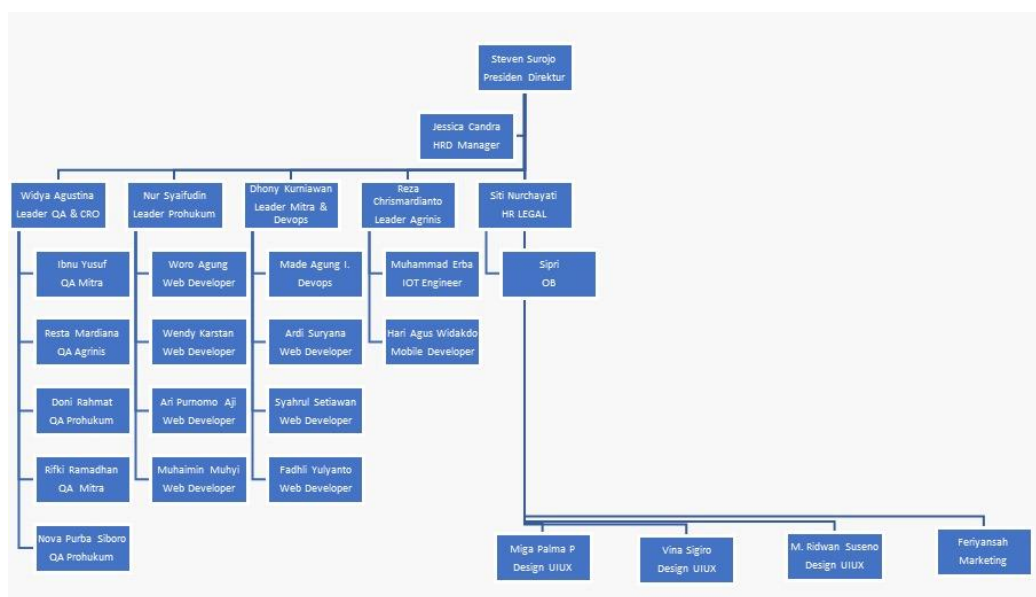 Steven Surojo
Presiden Direktur
Jessica Candra
HRD Manager
Widya Agustina
Leader QA & CRO
Nur Syaifudin
Leader Prohukum
Dhony Kurniawan
Leader Mitra &
Devops
Reza
Chrismardianto
Leader Agrinis
Siti Nurchayati
HR LEGAL
Ibnu Yusuf
QA Mitra
Woro Agung
Web Developer
Made Agung I.
Devops
Muhammad Erba
IOT Engineer
Sipri
OB
Resta Mardiana
QA Agrinis
Wendy Karstan
Web Developer
Ardi Suryana
Web Developer
Hari Agus Widakdo
Mobile Developer
Doni Rahmat
QA Prohukum
Ari Purnomo Aji
Web Developer
Syahrul Setiawan
Web Developer
Rifki Ramadhan
QA Mitra
Muhaimin Muhyi
Web Developer
Fadhli Yulyanto
Web Developer
Nova Purba Siboro
QA Prohukum
Miga Palma P
Design UIUX
Vina Sigiro
Design UIUX
M. Ridwan Suseno
Design UIUX
Feriyansah
Marketing